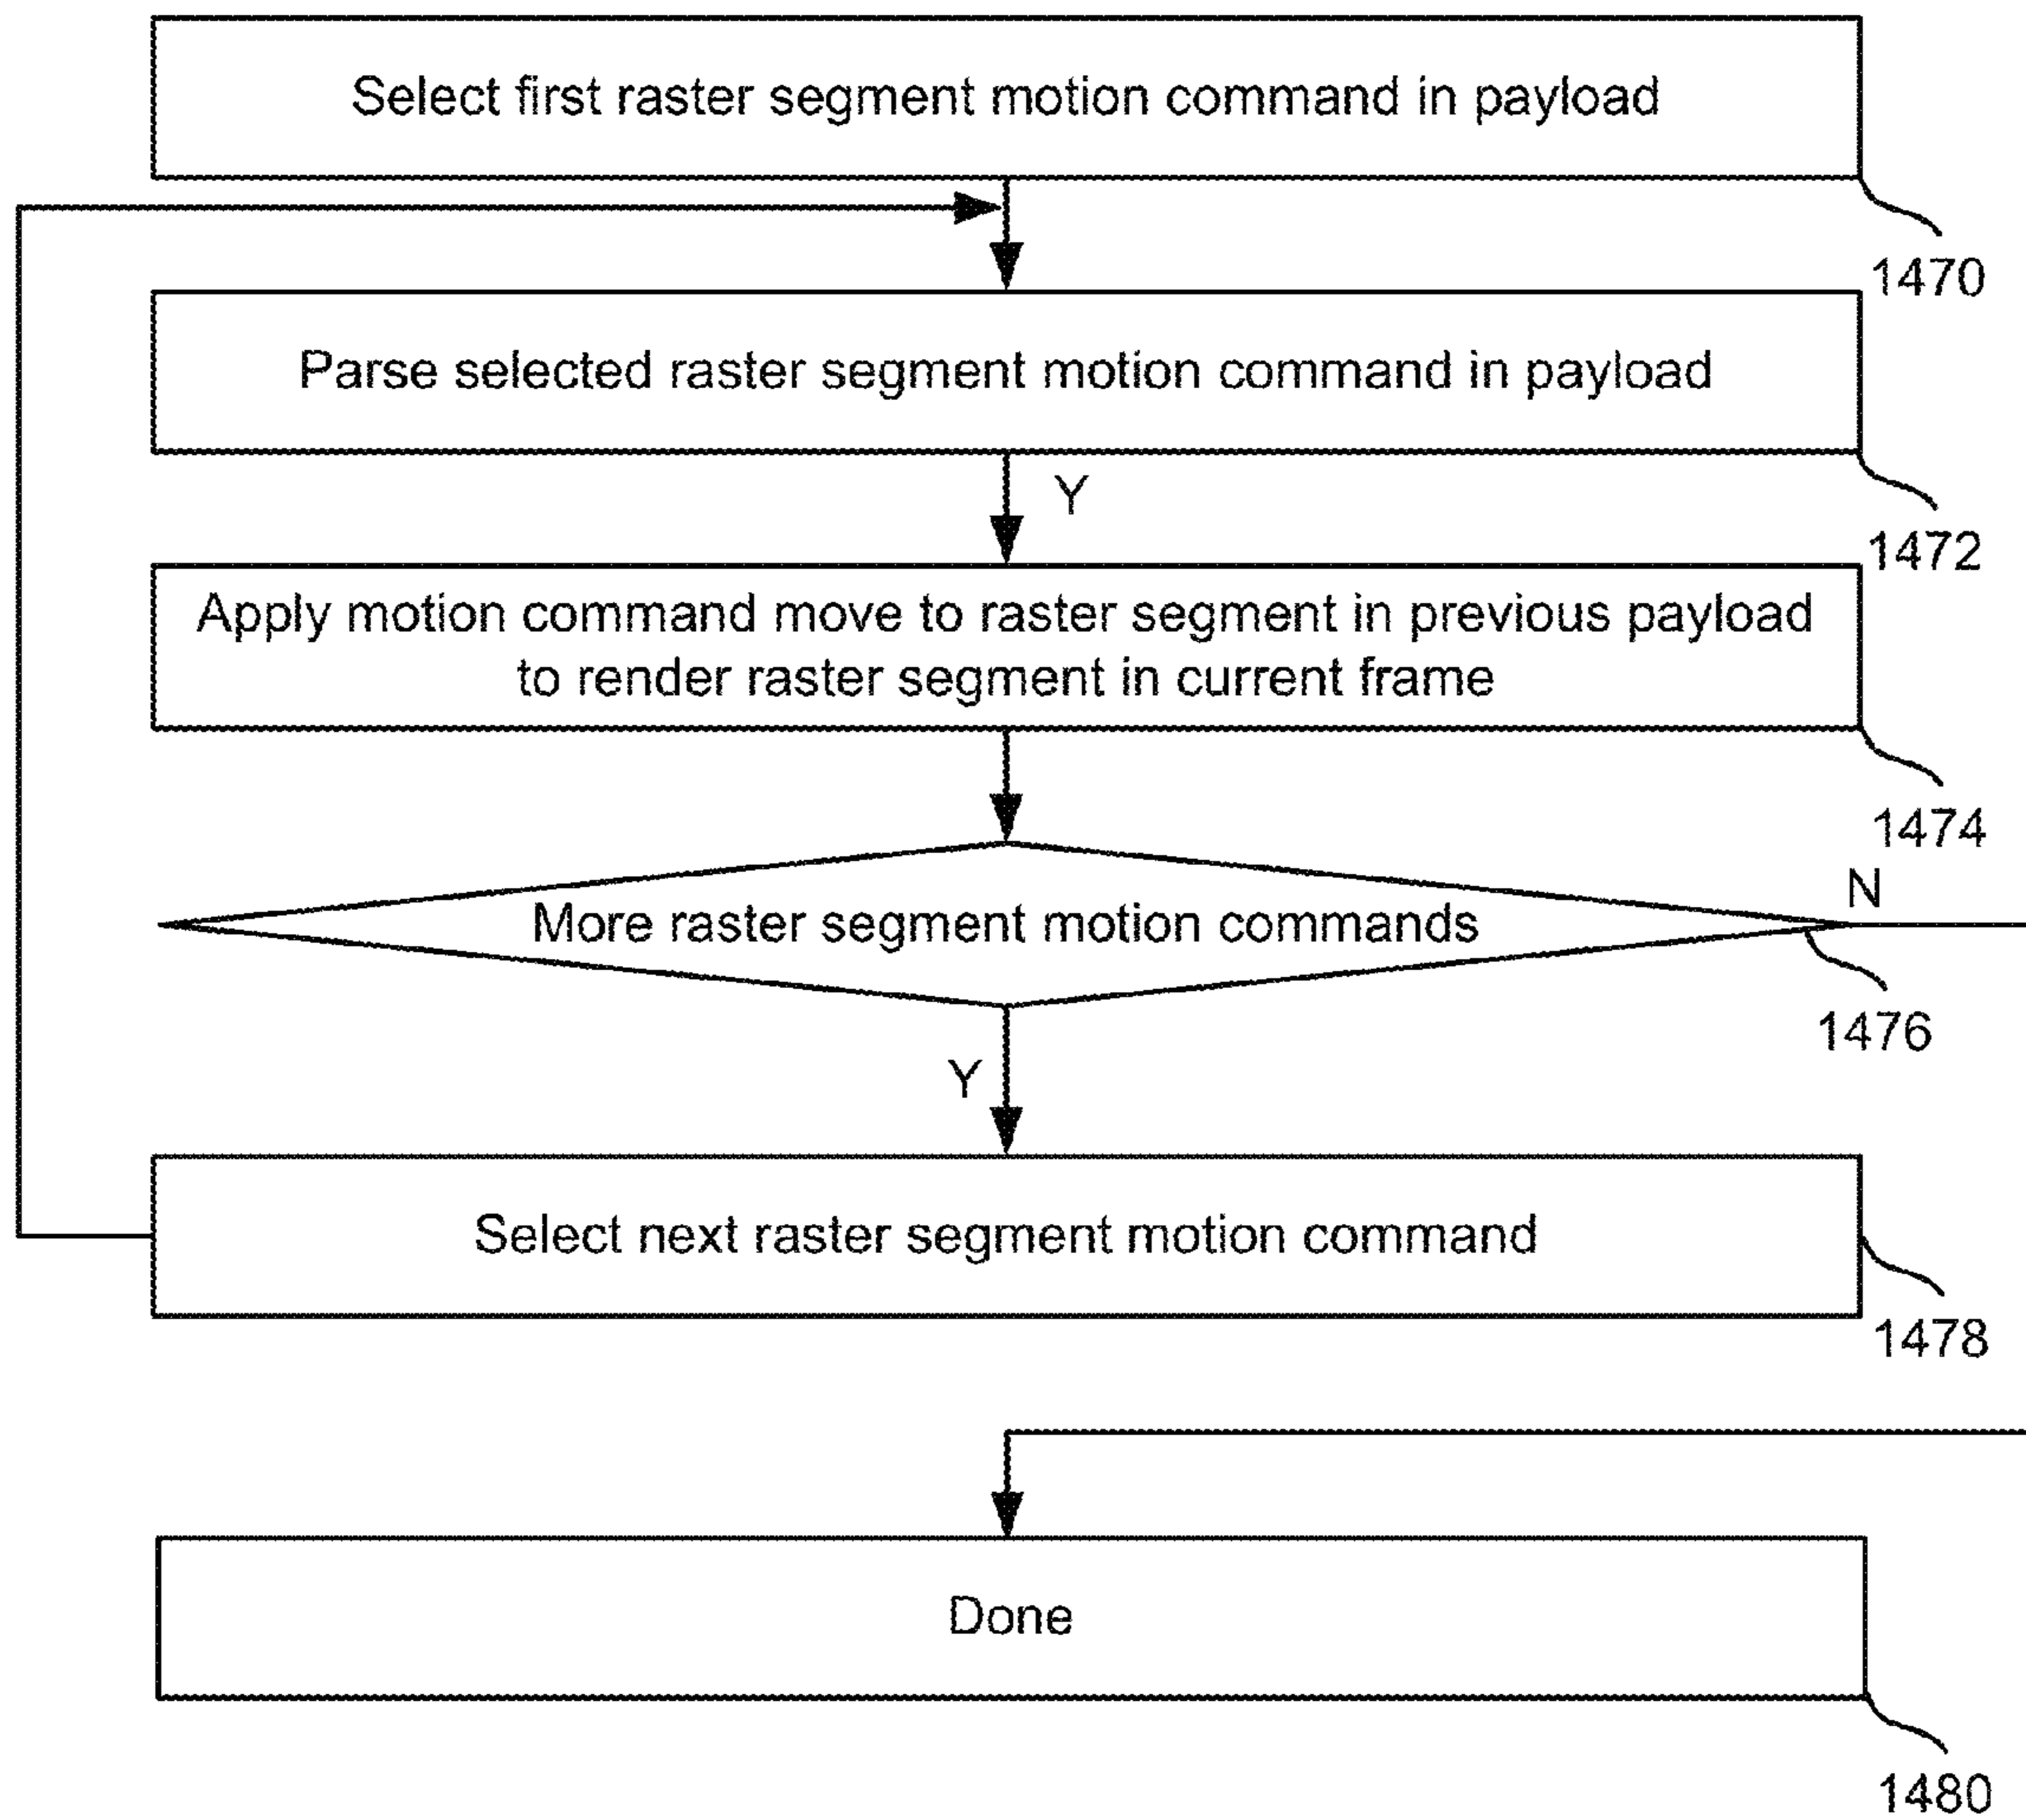 Select first raster segment motion command in payload
1470
Parse selected raster segment motion command in payload
1472
Y
Apply motion command move to raster segment in previous payload
to render raster segment in current frame
1474
More raster segment motion commands
N
1476
Y
Select next raster segment motion command
1478
Done
1480